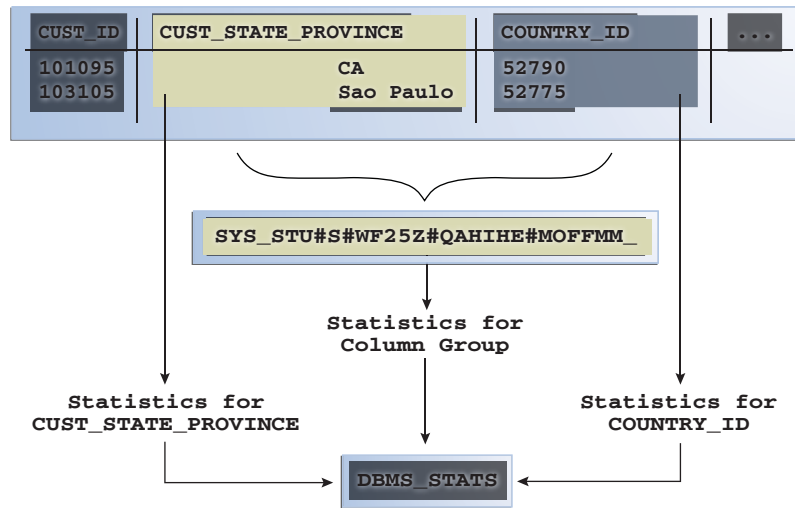 CUST_ID CUST_STATE_PROVINCE COUNTRY_ID ...
101095 CA 52790
103105 Sao Paulo 52775
SYS_STU#S#WF25Z#QAHIHE#MOFFMM_
Statistics for
Column Group
Statistics for
CUST_STATE_PROVINCE
Statistics for
COUNTRY_ID
DBMS_STATS